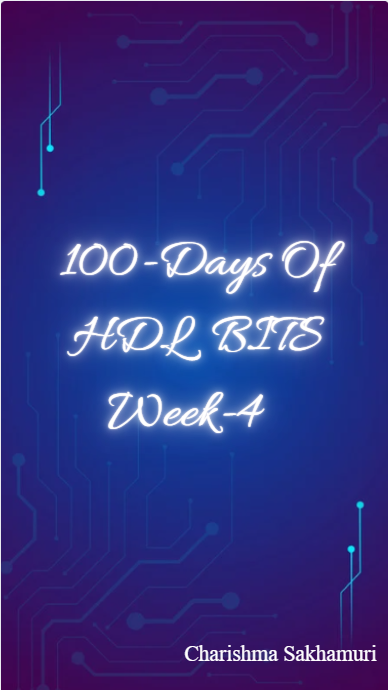 100-Days Of
HDL BITS
Week-4
Charishma Sakhamuri